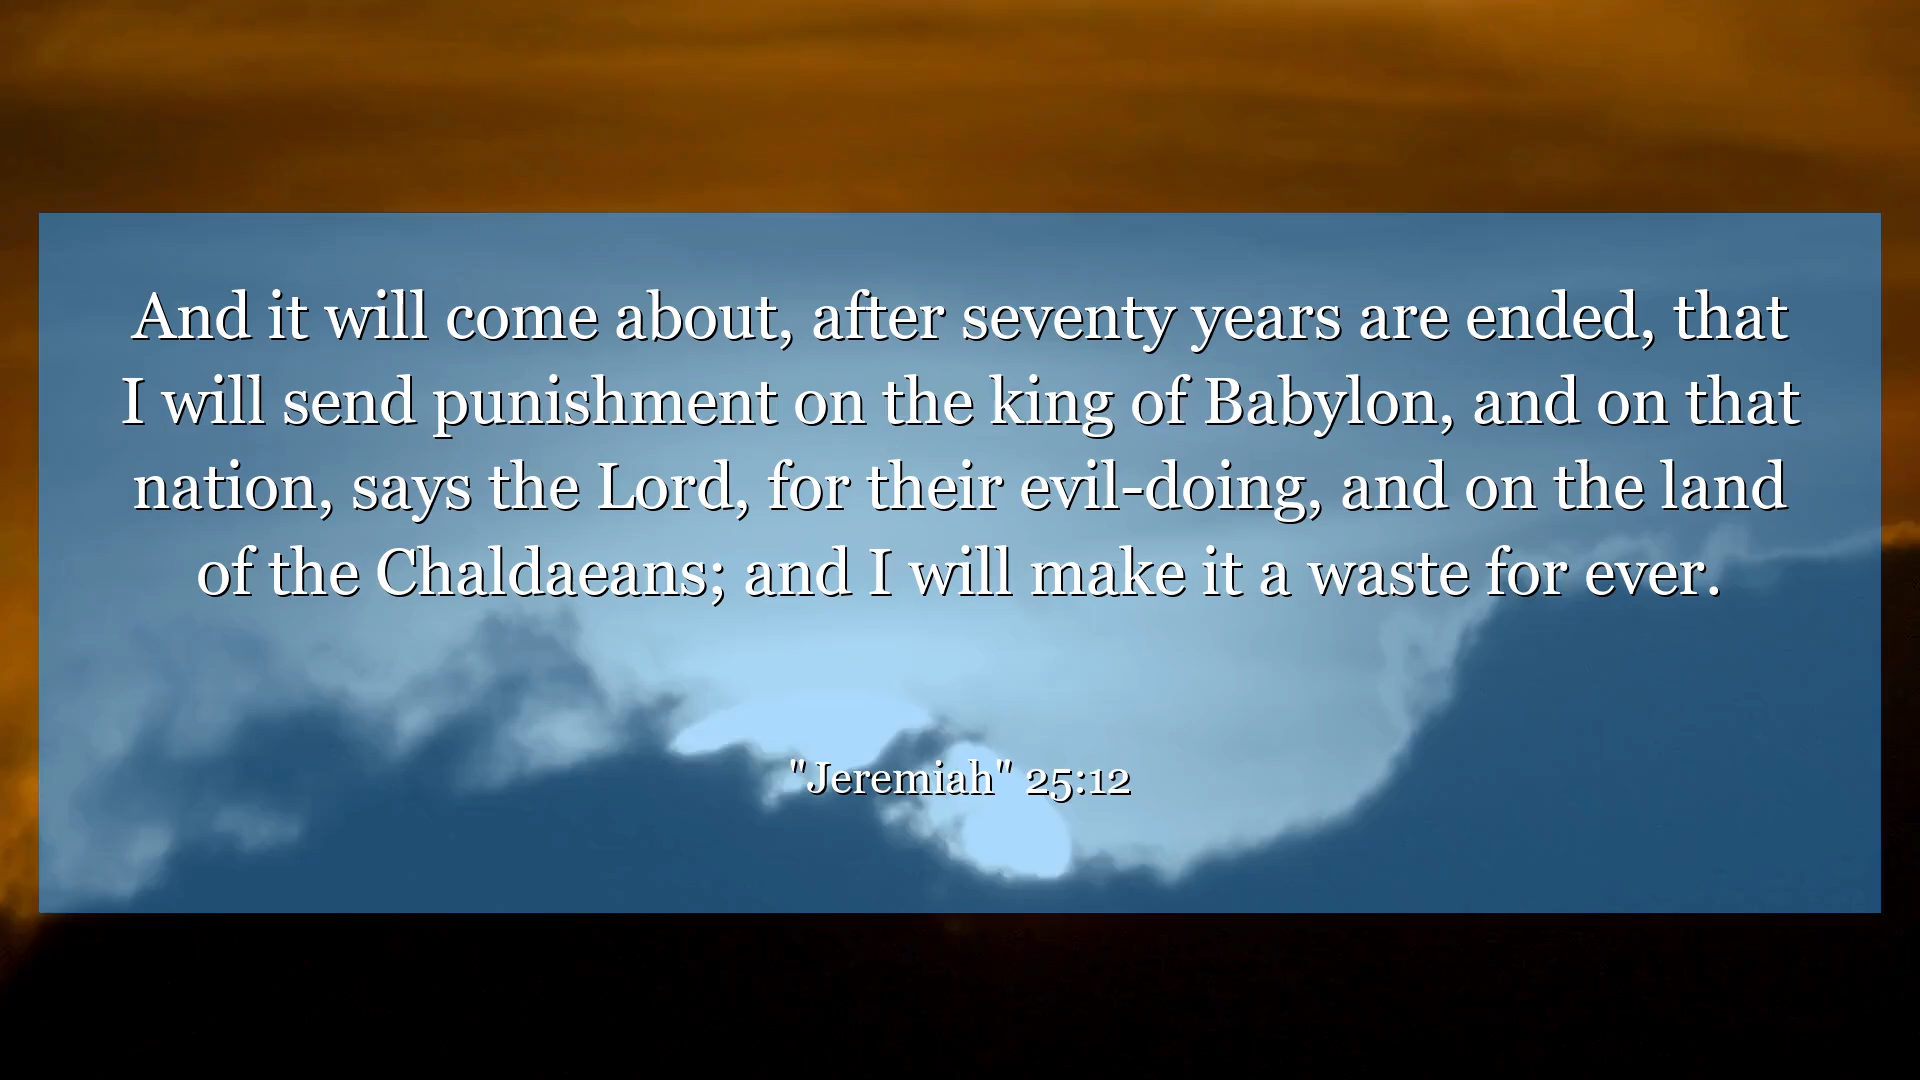 And it will come about, after seventy years are ended, that
I will send punishment on the king of Babylon, and on that
nation, says the Lord, for their evil-doing, and on the land
of the Chaldaeans; and I will make it a waste for ever.
"Jeremiah" 25:12